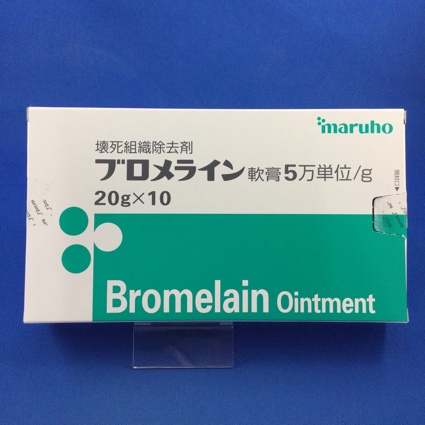 maruho
壊死組織除去剤
ブロメライン軟膏5万単位/g
20g×10
Bromelain Ointment